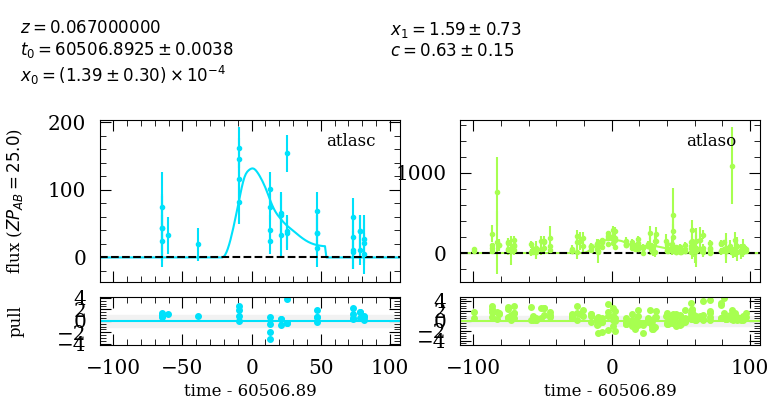 z = 0.067000000
t0 = 60506.8925 ± 0.0038
x0 = (1.39 ± 0.30) × 10^−4
x1 = 1.59 ± 0.73
c = 0.63 ± 0.15
flux (ZP_AB = 25.0)
200
100
0
atlasc
1000
0
atlaso
pull
4
2
0
−2
−4
4
2
0
−2
−4
−100
−50
0
50
100
time - 60506.89
−100
0
100
time - 60506.89